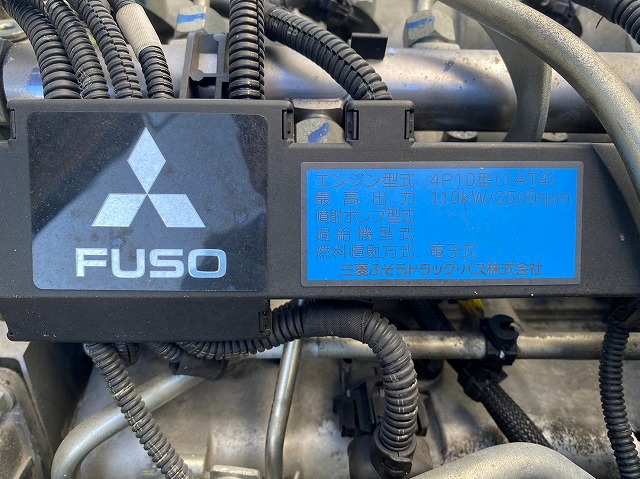 FUSO
エンジン型式 4P10型(1AT4)
最高出力 110kW/3500rpm
噴射ポンプ型式
過給機型式
燃料噴射方式 電子式
三菱ふそうトラック・バス株式会社